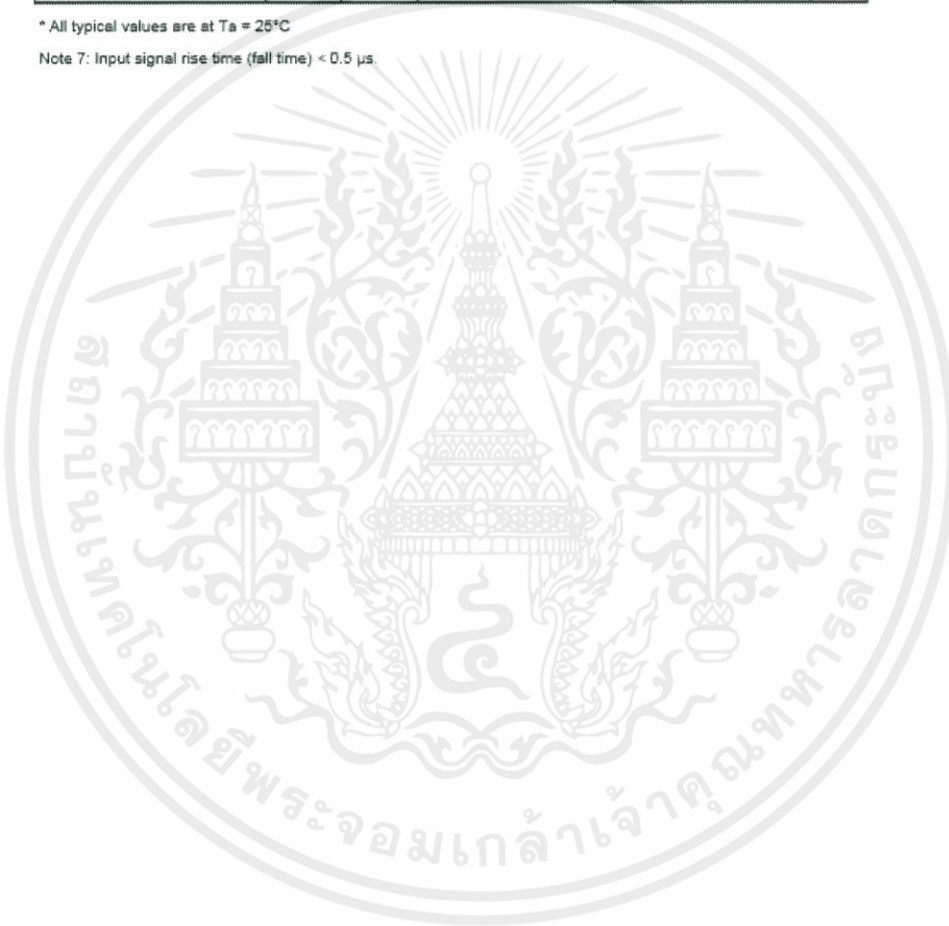 * All typical values are at Ta = 25°C
Note 7: Input signal rise time (fall time) < 0.5 µs.
สถาบันเทคโนโลยีพระจอมเกล้าเจ้าคุณทหารลาดกระบัง
๔